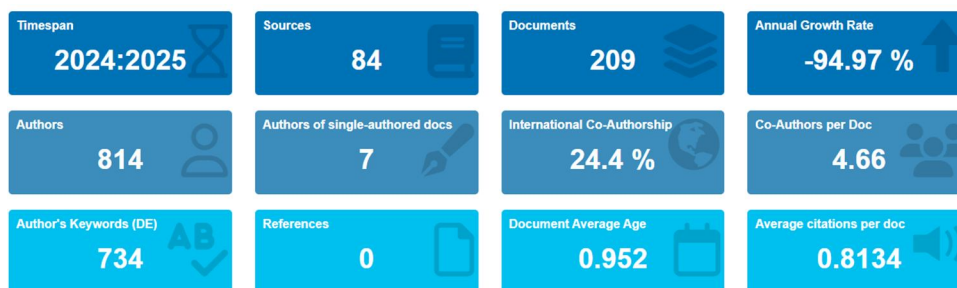 Timespan
2024:2025
Sources
84
Documents
209
Annual Growth Rate
-94.97 %
Authors
814
Authors of single-authored docs
7
International Co-Authorship
24.4 %
Co-Authors per Doc
4.66
Author's Keywords (DE)
734
AB
References
0
Document Average Age
0.952
Average citations per doc
0.8134